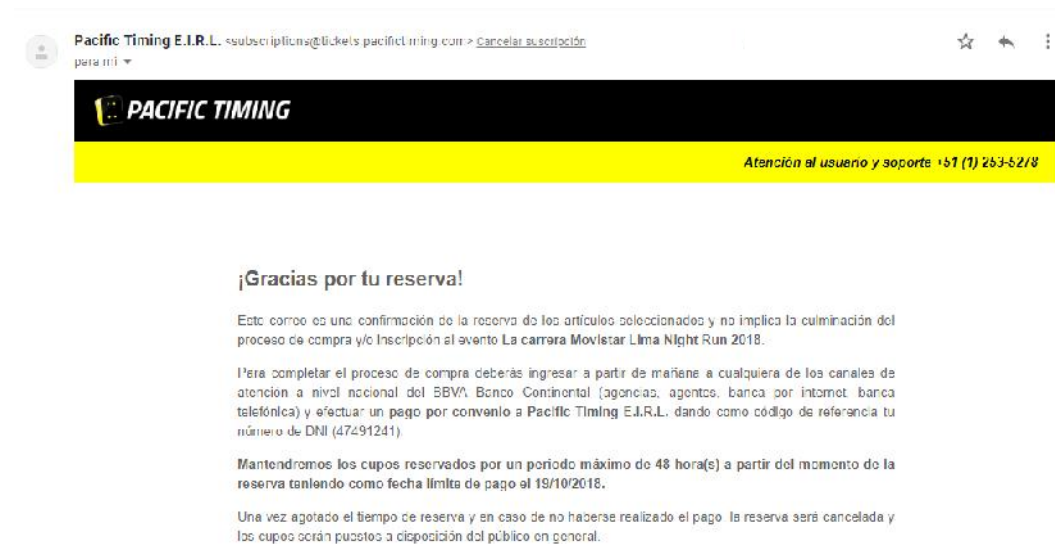 Pacific Timing E.I.R.L. <subscriptions@tickets.pacifictiming.com> Cancelar suscripción
para mi
PACIFIC TIMING
Atención al usuario y soporte +51 (1) 253-5278
¡Gracias por tu reserva!
Este correo es una confirmación de la reserva de los artículos seleccionados y no implica la culminación del
proceso de compra y/o inscripción al evento La carrera Movistar Lima Night Run 2018.
Para completar el proceso de compra deberás ingresar a partir de mañana a cualquiera de los canales de
atención a nivel nacional del BBVA Banco Continental (agencias, agentes, banca por internet, banca
telefónica) y efectuar un pago por convenio a Pacific Timing E.I.R.L. dando como código de referencia tu
número de DNI (47491241).
Mantendremos los cupos reservados por un periodo máximo de 48 hora(s) a partir del momento de la
reserva teniendo como fecha límite de pago el 19/10/2018.
Una vez agotado el tiempo de reserva y en caso de no haberse realizado el pago, la reserva será cancelada y
los cupos serán puestos a disposición del público en general.